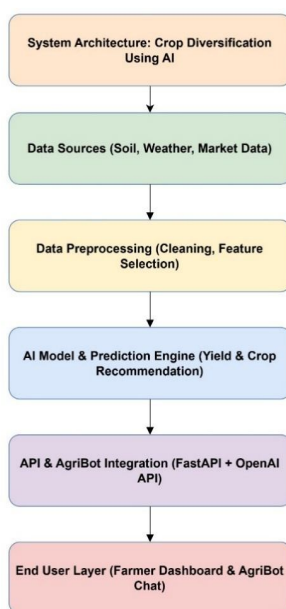 System Architecture: Crop Diversification
Using AI
Data Sources (Soil, Weather, Market Data)
Data Preprocessing (Cleaning, Feature
Selection)
AI Model & Prediction Engine (Yield & Crop
Recommendation)
API & AgriBot Integration (FastAPI + OpenAI
API)
End User Layer (Farmer Dashboard & AgriBot
Chat)